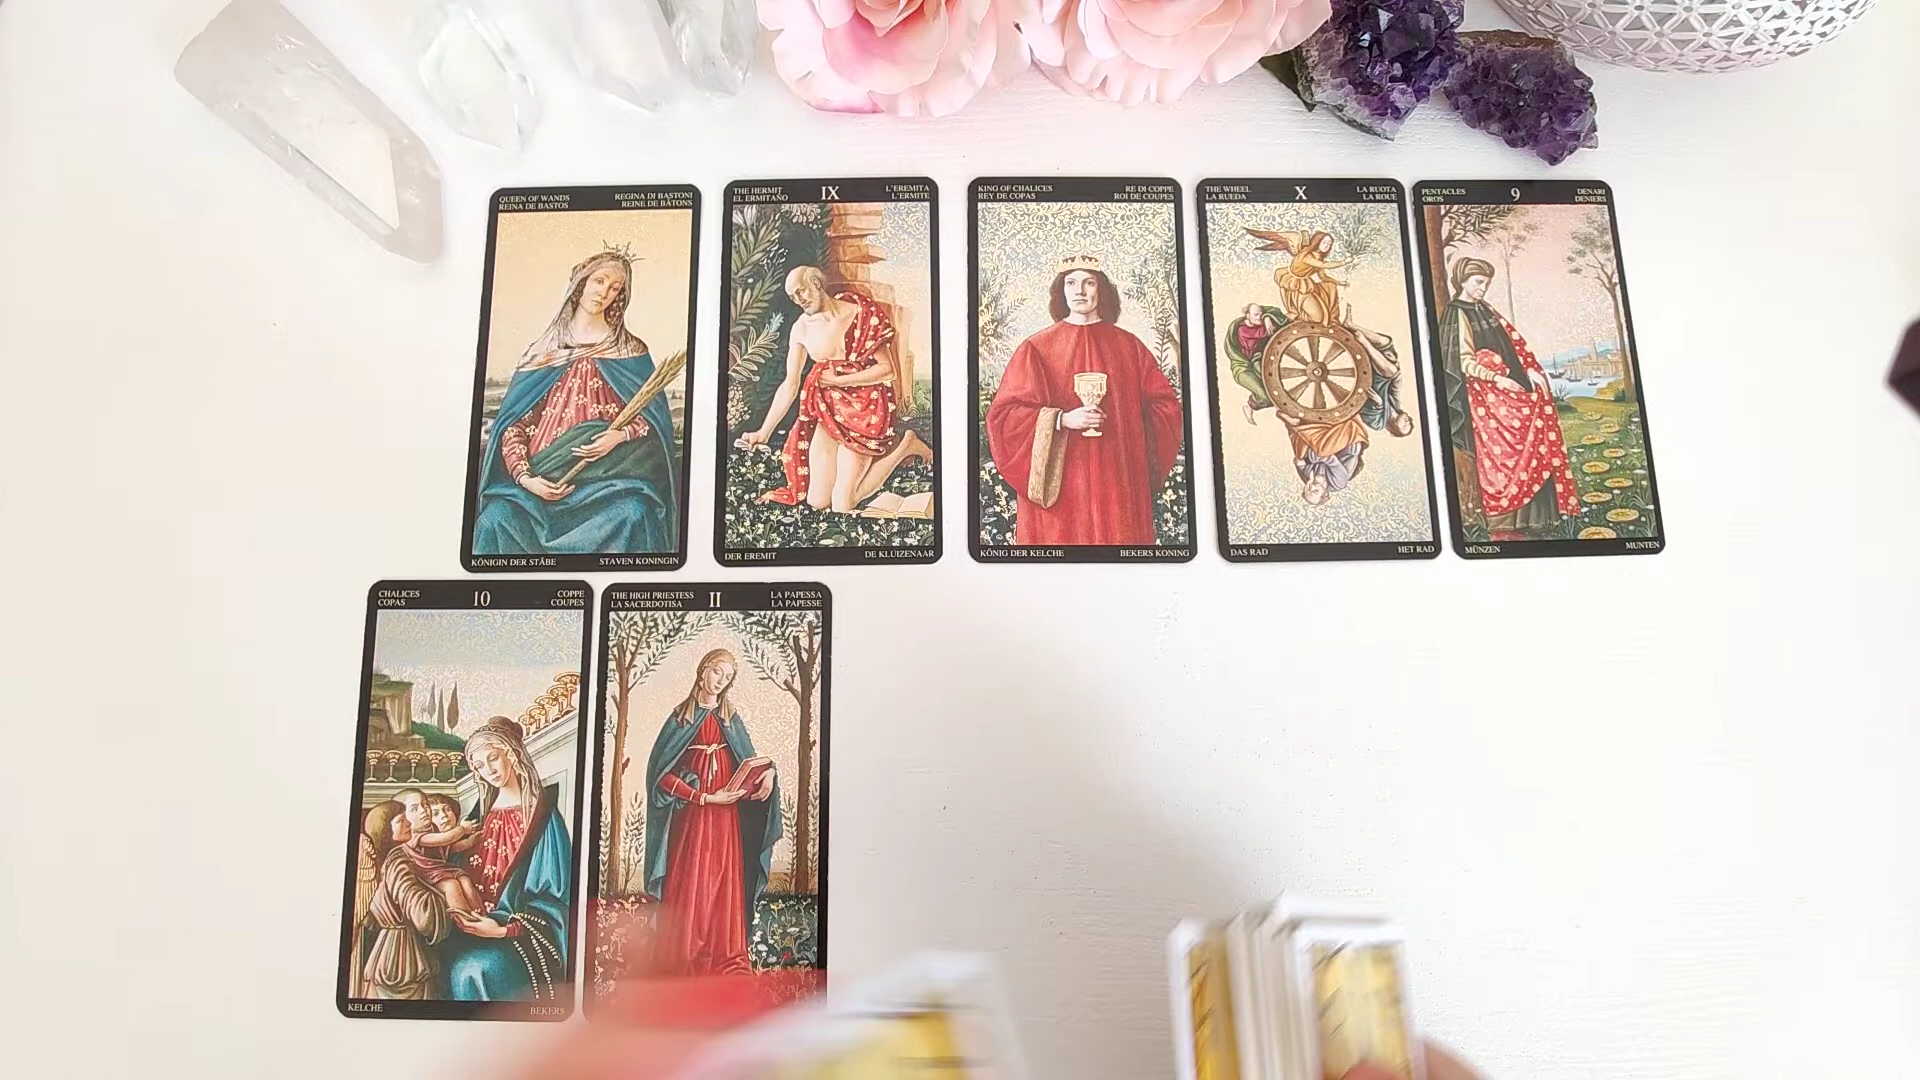 QUEEN OF WANDS REGINA DI BASTONI
REINA DE BASTOS REINE DE BÂTONS
KÖNIGIN DER STÄBE STAVEN KONINGIN
THE HERMIT IX L'EREMITA
EL ERMITAÑO L'ERMITE
DER EREMIT DE KLUIZENAAR
KING OF CHALICES RE DI COPPE
REY DE COPAS ROI DE COUPES
KÖNIG DER KELCHE BEKERS KONING
THE WHEEL X LA RUOTA
LA RUEDA LA ROUE
DAS RAD HET RAD
PENTACLES 9 DENARI
OROS DENIERS
MÜNZEN MUNTEN
CHALICES 10 COPPE
COPAS COUPES
KELCHE BEKERS
THE HIGH PRIESTESS II LA PAPESSA
LA SACERDOTISA LA PAPESSE